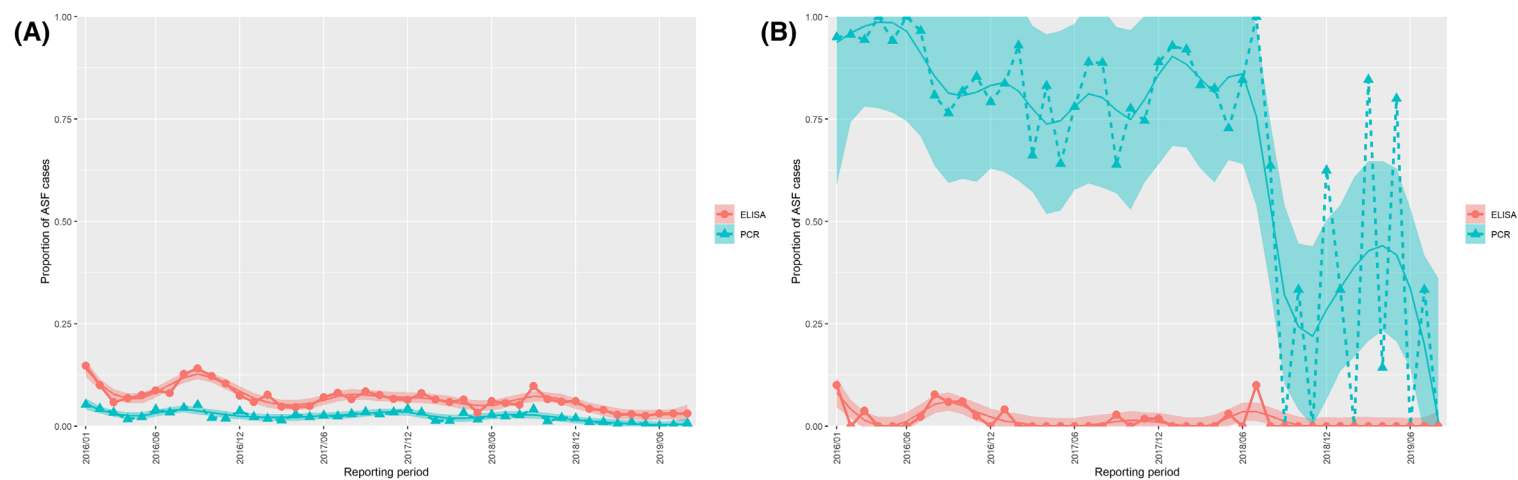 (A)
Proportion of ASF cases
1.00
0.75
0.50
0.25
0.00
2016/01
2016/06
2016/12
2017/06
2017/12
2018/06
2018/12
2019/06
Reporting period
ELISA
PCR
(B)
Proportion of ASF cases
1.00
0.75
0.50
0.25
0.00
2016/01
2016/06
2016/12
2017/06
2017/12
2018/06
2018/12
2019/06
Reporting period
ELISA
PCR